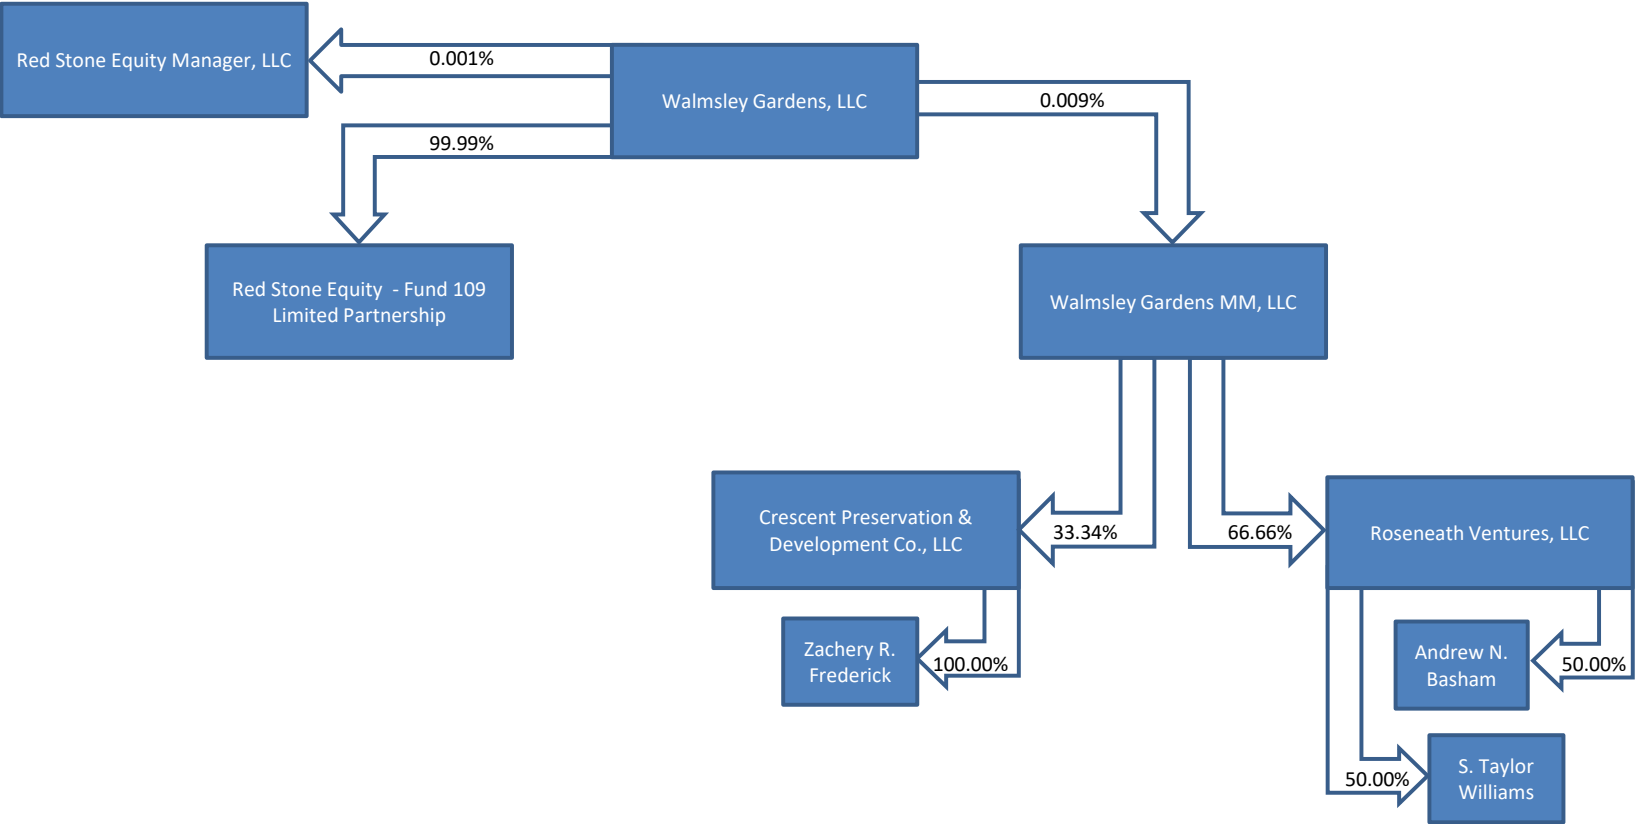 Red Stone Equity Manager, LLC
0.001%
Walmsley Gardens, LLC
0.009%
99.99%
Red Stone Equity  - Fund 109
Limited Partnership
Walmsley Gardens MM, LLC
Crescent Preservation &
Development Co., LLC
33.34%
66.66%
Roseneath Ventures, LLC
Zachery R.
Frederick
100.00%
Andrew N.
Basham
50.00%
50.00%
S. Taylor
Williams